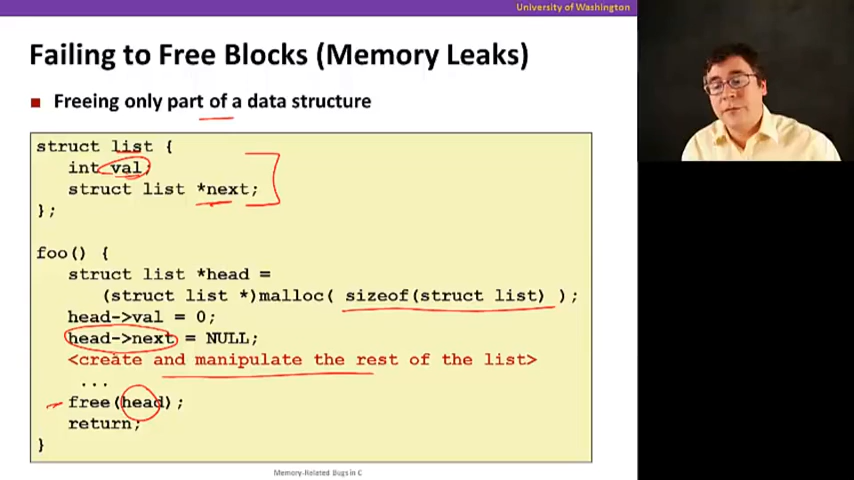 University of Washington
Failing to Free Blocks (Memory Leaks)
Freeing only part of a data structure
struct list {
int val;
struct list *next;
};
foo() {
struct list *head =
(struct list *)malloc( sizeof(struct list) );
head->val = 0;
head->next = NULL;
<create and manipulate the rest of the list>
...
free(head);
return;
}
Memory-Related Bugs in C